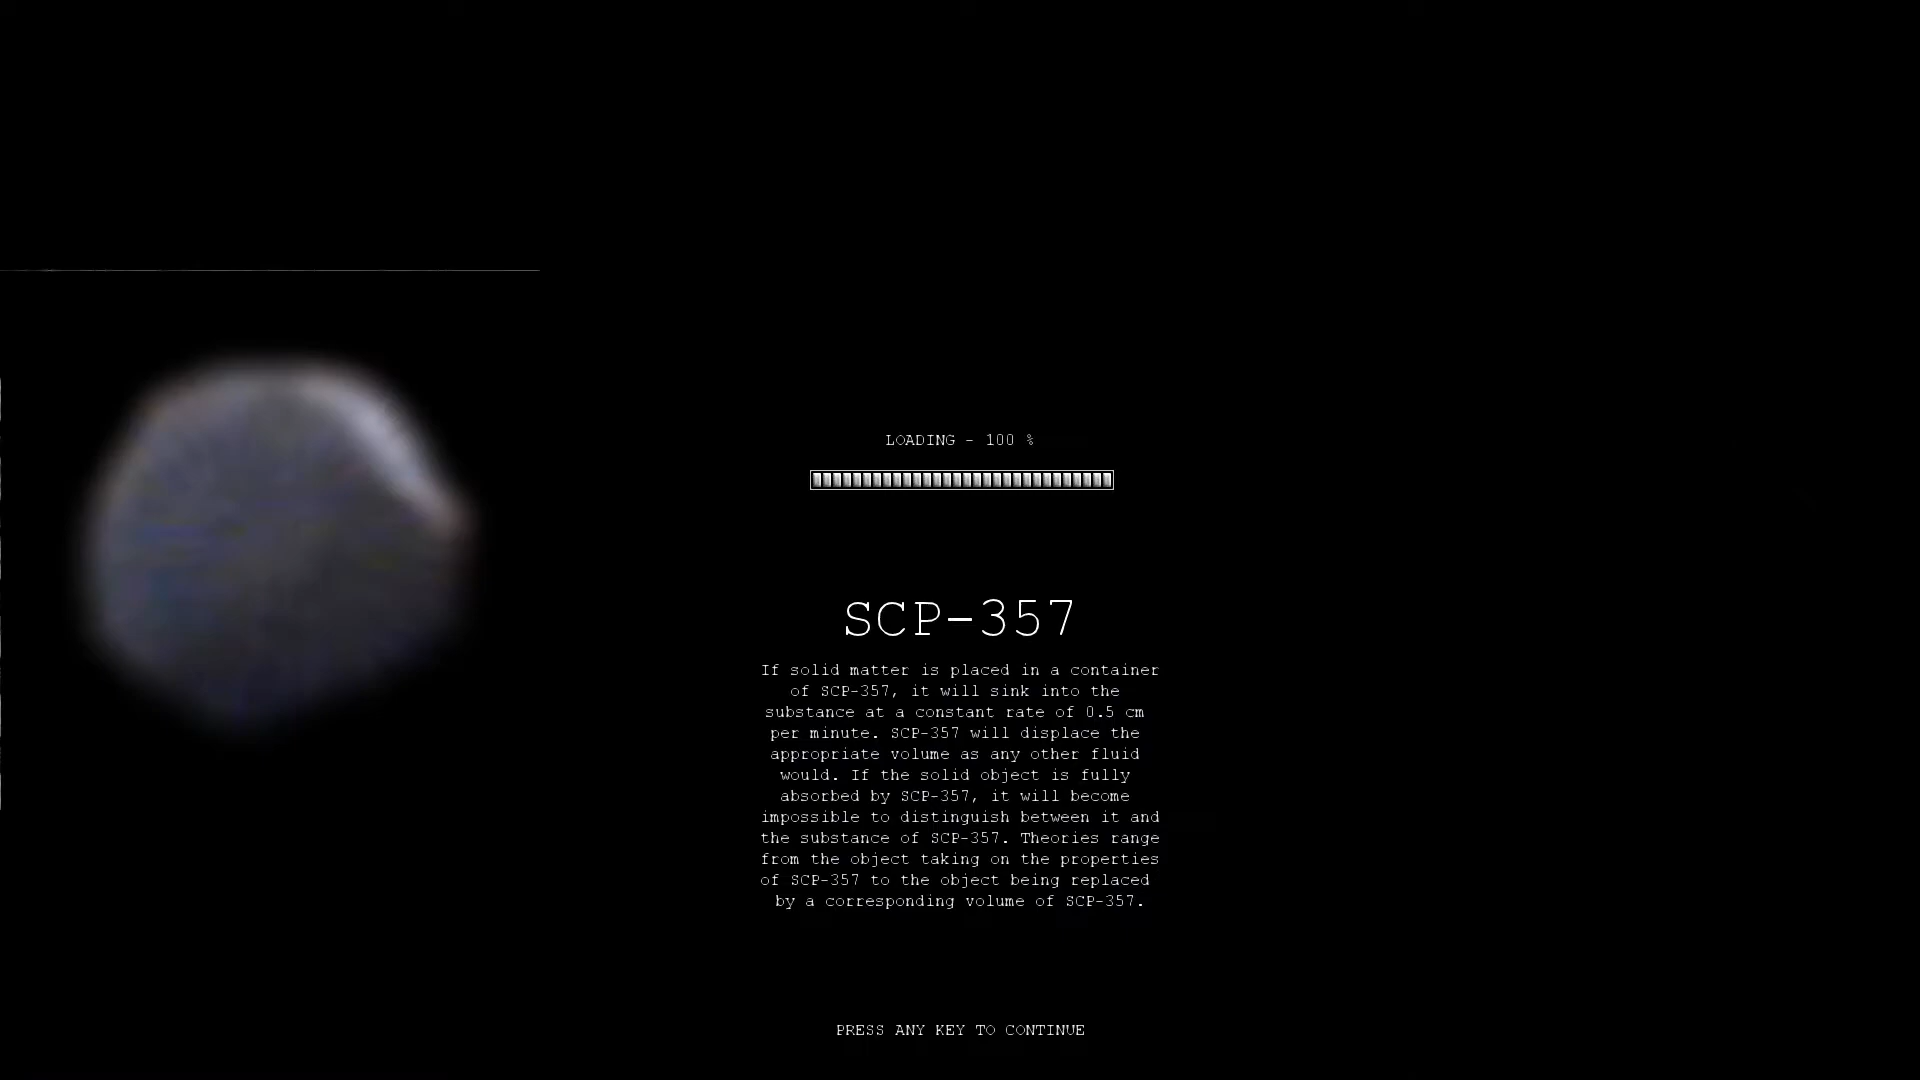 LOADING - 100 %
SCP-357
If solid matter is placed in a container
of SCP-357, it will sink into the
substance at a constant rate of 0.5 cm
per minute. SCP-357 will displace the
appropriate volume as any other fluid
would. If the solid object is fully
absorbed by SCP-357, it will become
impossible to distinguish between it and
the substance of SCP-357. Theories range
from the object taking on the properties
of SCP-357 to the object being replaced
by a corresponding volume of SCP-357.
PRESS ANY KEY TO CONTINUE